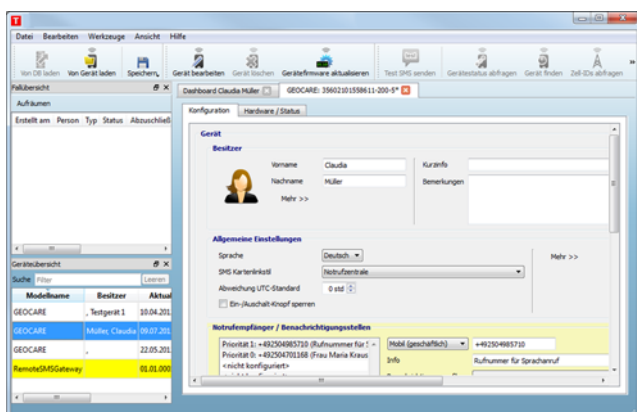 T
Datei Bearbeiten Werkzeuge Ansicht Hilfe
Von DB laden Von Gerät laden Speichern Gerät bearbeiten Gerät löschen Gerätefirmware aktualisieren Test SMS senden Gerätestatus abfragen Gerät finden Zell-IDs abfragen »
Fallübersicht
Aufräumen
Erstellt am Person Typ Status Abzuschließ
Dashboard Claudia Müller GEOCARE: 35602101558611-200-5*
Konfiguration Hardware / Status
Gerät
Besitzer
Vorname Claudia
Nachname Müller
Mehr >>
Kurzinfo
Bemerkungen
Allgemeine Einstellungen
Sprache Deutsch
SMS Kartenlinkstil Notrufzentrale
Abweichung UTC-Standard 0 std
Ein-/Auschalt-Knopf sperren
Mehr >>
Notrufempfänger / Benachrichtigungsstellen
Priorität 1: +492504985710 (Rufnummer für S
Priorität 0: +492504701168 (Frau Maria Kraus
<nicht konfiguriert>
Mobil (geschäftlich) +492504985710
Info Rufnummer für Sprachanruf
Geräteübersicht
Suche Filter Leeren
Modellname Besitzer Aktual
GEOCARE , Testgerät 1 10.04.201
GEOCARE Müller, Claudia 09.07.201
GEOCARE , 22.05.201
RemoteSMSGateway 01.01.000